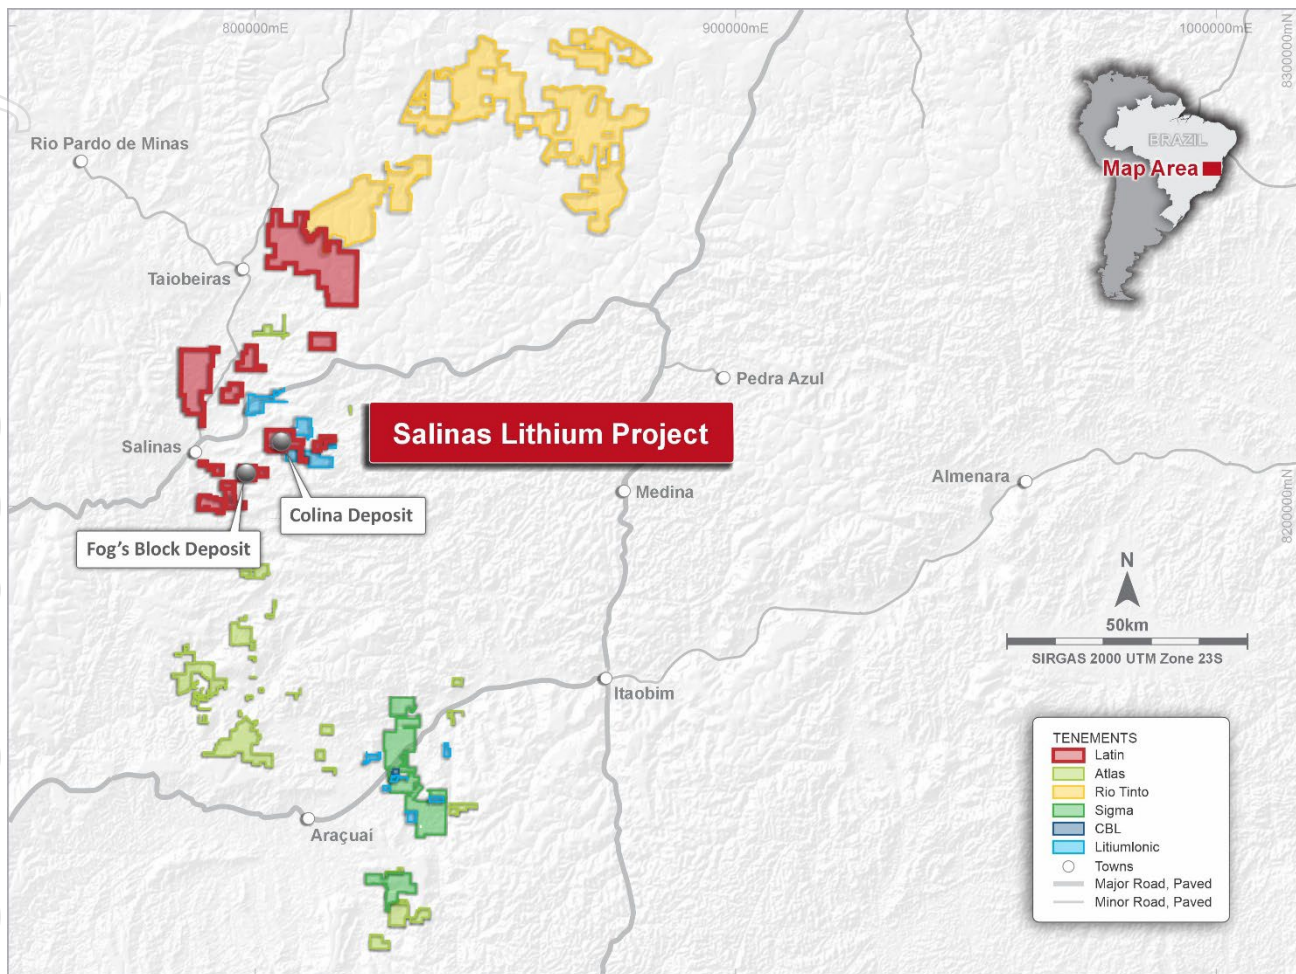 800000mE
900000mE
1000000mE
8300000mN
Rio Pardo de Minas
BRAZIL
Map Area
Taiobeiras
Pedra Azul
Salinas Lithium Project
Salinas
Almenara
Medina
Colina Deposit
8200000mN
Fog's Block Deposit
N
50km
SIRGAS 2000 UTM Zone 23S
Itaobim
TENEMENTS
Latin
Atlas
Rio Tinto
Sigma
CBL
LitiumIonic
Towns
Major Road, Paved
Minor Road, Paved
Araçuai